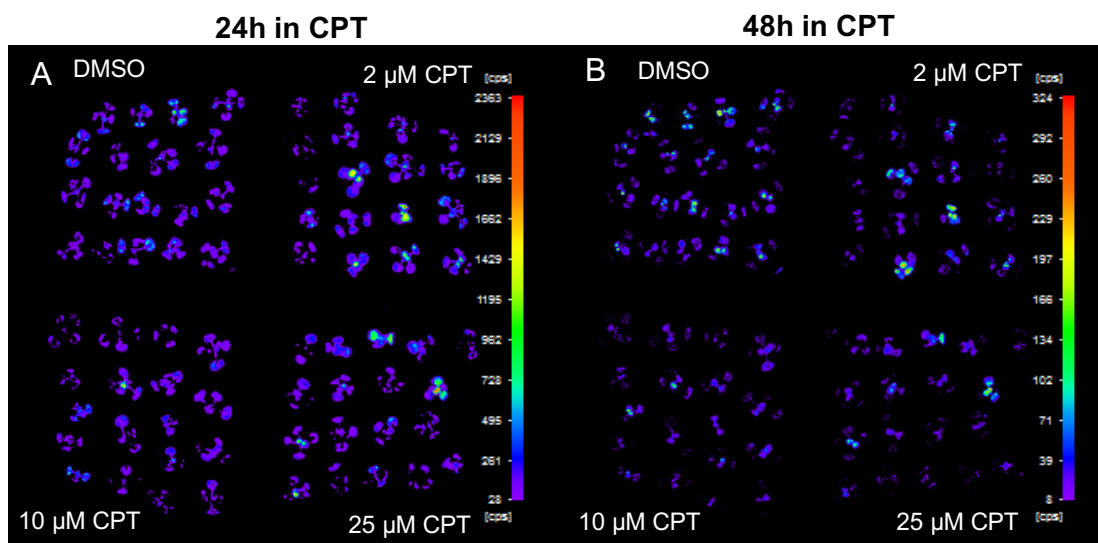 24h in CPT
48h in CPT
A
DMSO
2 µM CPT
[cps]
2363
2129
1896
1662
1429
1195
962
728
495
261
28
[cps]
10 µM CPT
25 µM CPT
B
DMSO
2 µM CPT
[cps]
324
292
260
229
197
166
134
102
71
39
8
[cps]
10 µM CPT
25 µM CPT